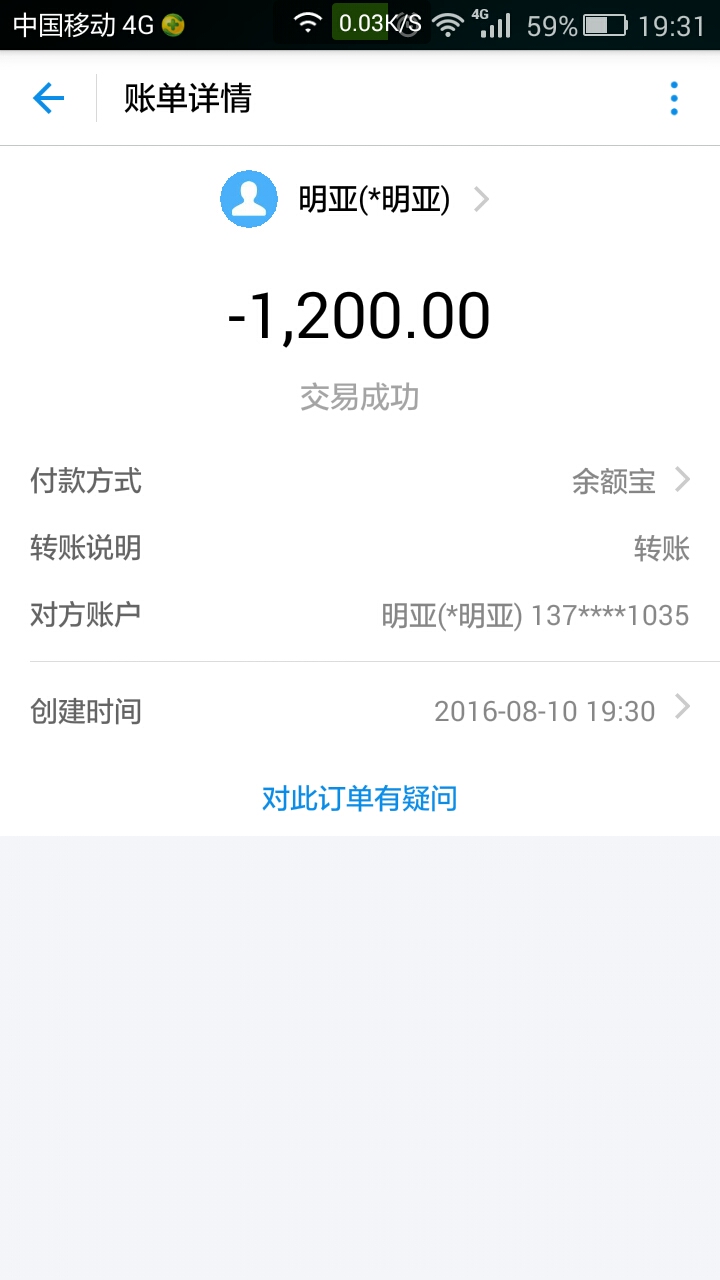 中国移动 4G 0.03K/S 4G 59% 19:31
账单详情
明亚(*明亚)
-1,200.00
交易成功
付款方式 余额宝
转账说明 转账
对方账户 明亚(*明亚) 137****1035
创建时间 2016-08-10 19:30
对此订单有疑问